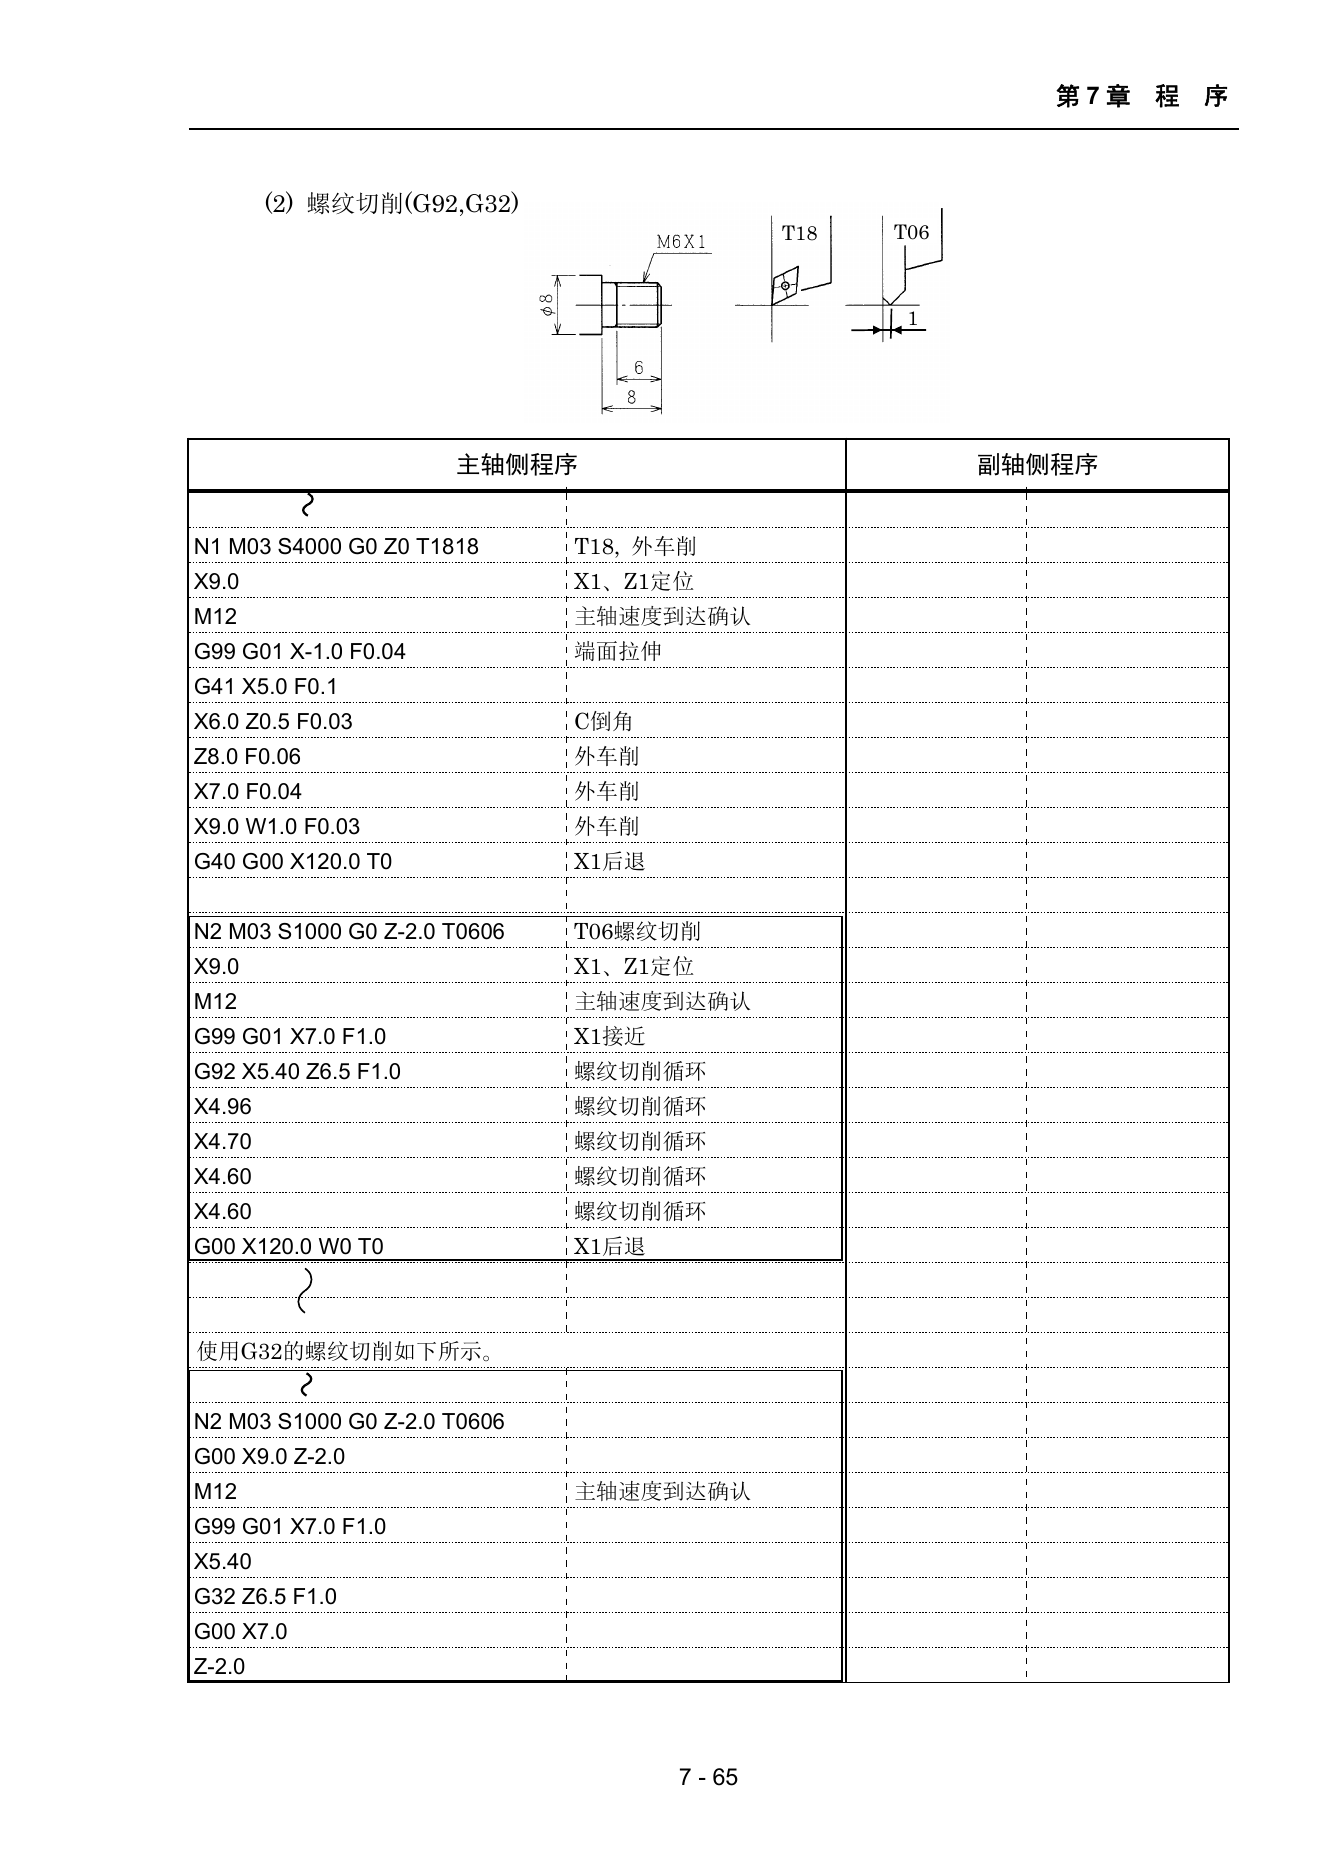 第7章 程 序
(2) 螺纹切削(G92,G32)
M6X1
T18
T06
φ8
1
6
8
主轴侧程序 副轴侧程序
N1 M03 S4000 G0 Z0 T1818 T18, 外车削
X9.0 X1、Z1定位
M12 主轴速度到达确认
G99 G01 X-1.0 F0.04 端面拉伸
G41 X5.0 F0.1
X6.0 Z0.5 F0.03 C倒角
Z8.0 F0.06 外车削
X7.0 F0.04 外车削
X9.0 W1.0 F0.03 外车削
G40 G00 X120.0 T0 X1后退
N2 M03 S1000 G0 Z-2.0 T0606 T06螺纹切削
X9.0 X1、Z1定位
M12 主轴速度到达确认
G99 G01 X7.0 F1.0 X1接近
G92 X5.40 Z6.5 F1.0 螺纹切削循环
X4.96 螺纹切削循环
X4.70 螺纹切削循环
X4.60 螺纹切削循环
X4.60 螺纹切削循环
G00 X120.0 W0 T0 X1后退
使用G32的螺纹切削如下所示。
N2 M03 S1000 G0 Z-2.0 T0606
G00 X9.0 Z-2.0
M12 主轴速度到达确认
G99 G01 X7.0 F1.0
X5.40
G32 Z6.5 F1.0
G00 X7.0
Z-2.0
7 - 65